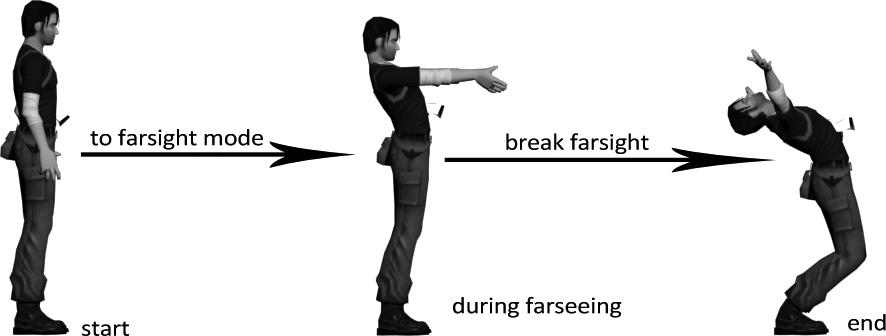 to farsight mode
break farsight
start
during farseeing
end